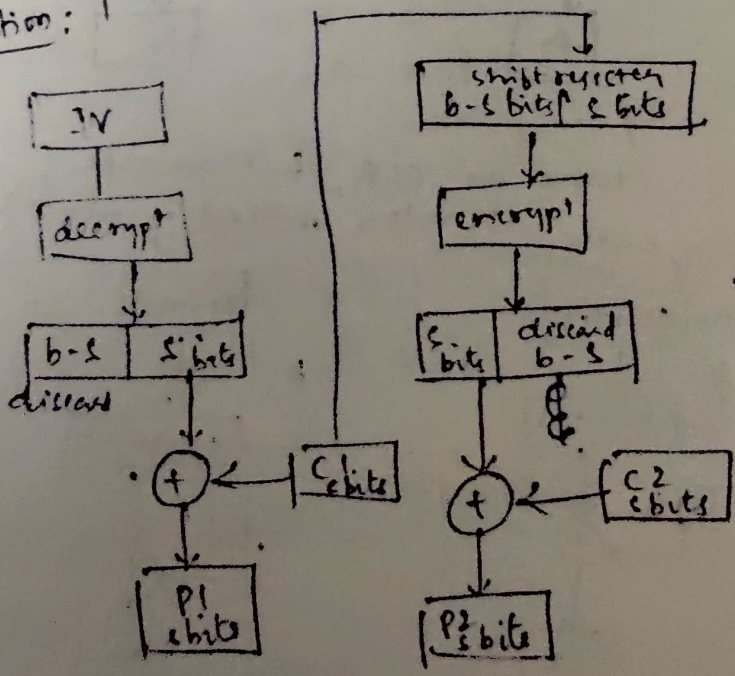 tion:
IV
decrypt
b-s
s bits
discard
C1
s bits
+
P1
s bits
shift register
b-s bits s bits
encrypt
s
bits
discard
b-s
C2
s bits
+
P2
s bits